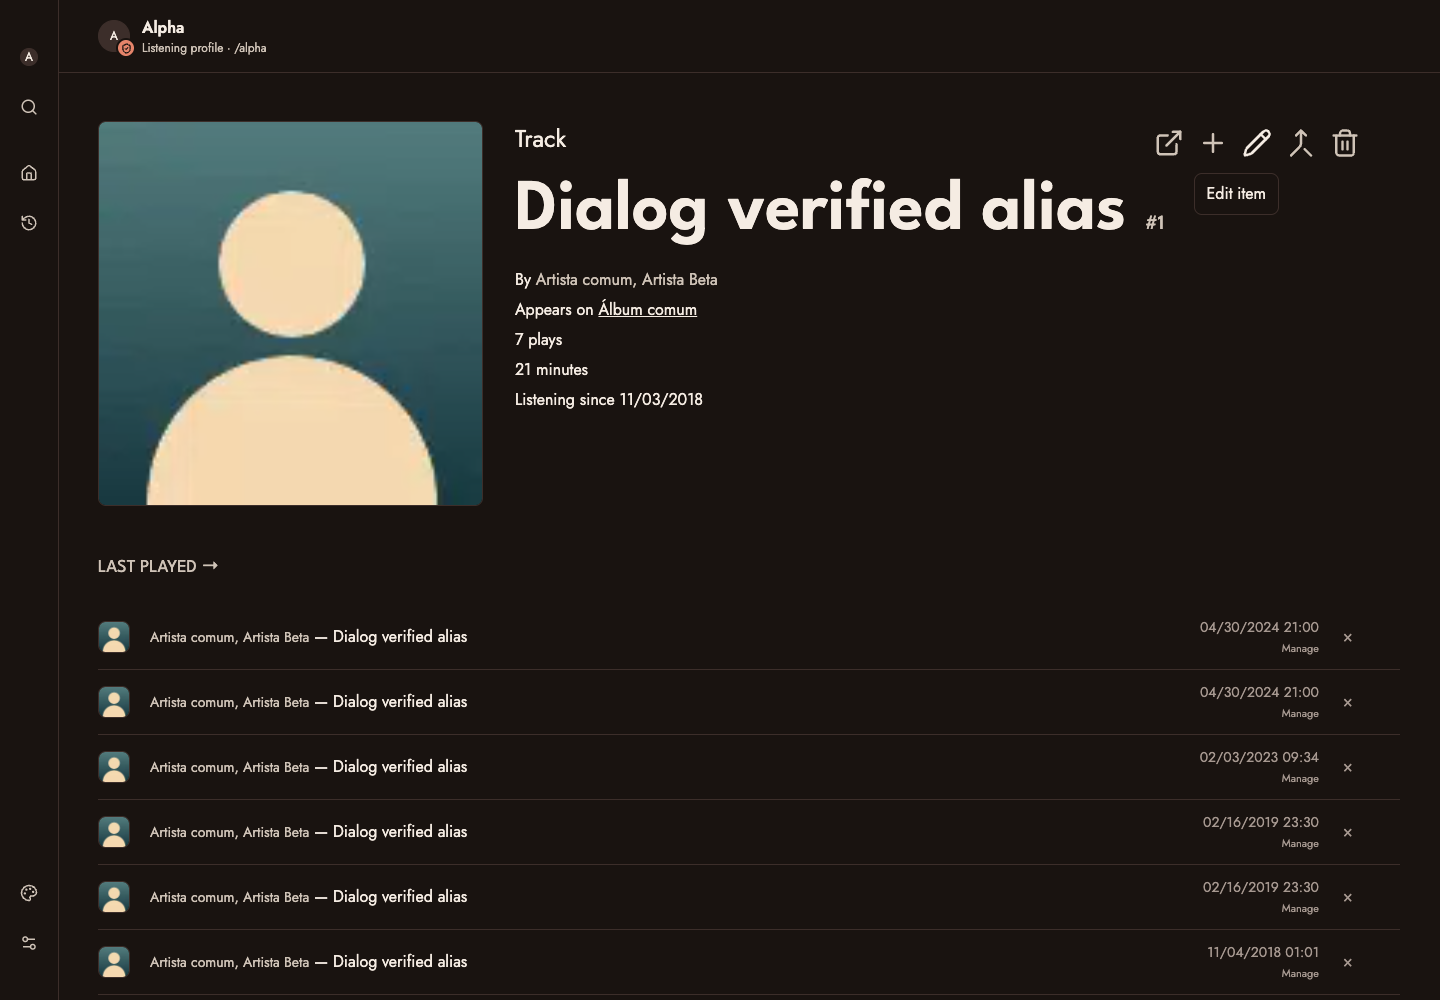 A
A
Alpha
Listening profile · /alpha
Track
Edit item
Dialog verified alias #1
By Artista comum, Artista Beta
Appears on Álbum comum
7 plays
21 minutes
Listening since 11/03/2018
LAST PLAYED →
Artista comum, Artista Beta — Dialog verified alias
04/30/2024 21:00
Manage
×
Artista comum, Artista Beta — Dialog verified alias
04/30/2024 21:00
Manage
×
Artista comum, Artista Beta — Dialog verified alias
02/03/2023 09:34
Manage
×
Artista comum, Artista Beta — Dialog verified alias
02/16/2019 23:30
Manage
×
Artista comum, Artista Beta — Dialog verified alias
02/16/2019 23:30
Manage
×
Artista comum, Artista Beta — Dialog verified alias
11/04/2018 01:01
Manage
×